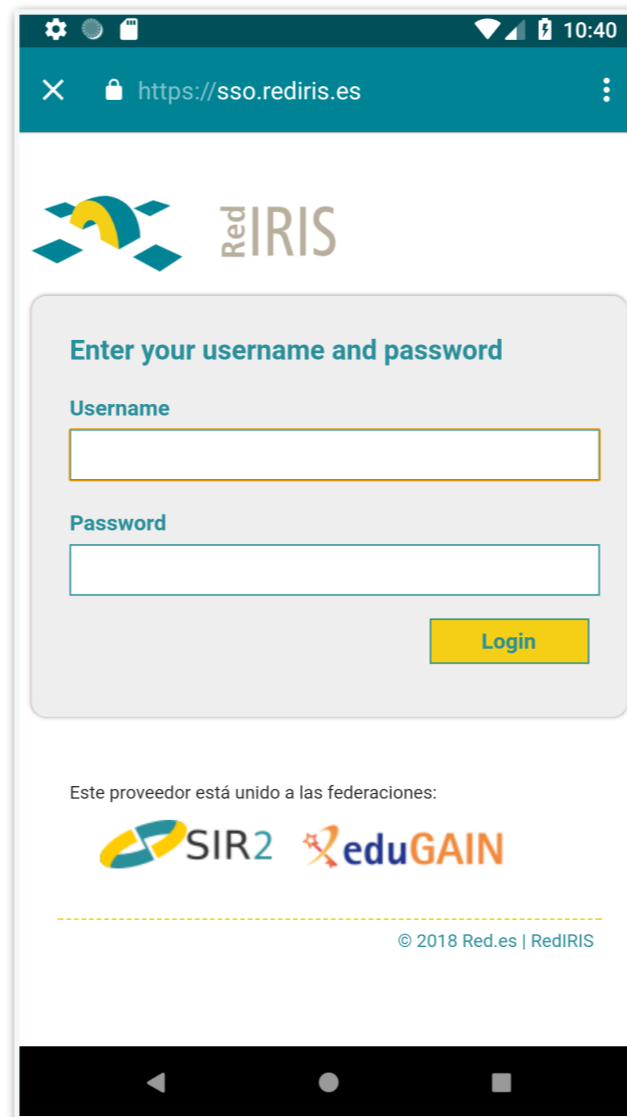 10:40
https://sso.rediris.es
Red IRIS
Enter your username and password
Username
Password
Login
Este proveedor está unido a las federaciones:
SIR2 eduGAIN
© 2018 Red.es | RedIRIS